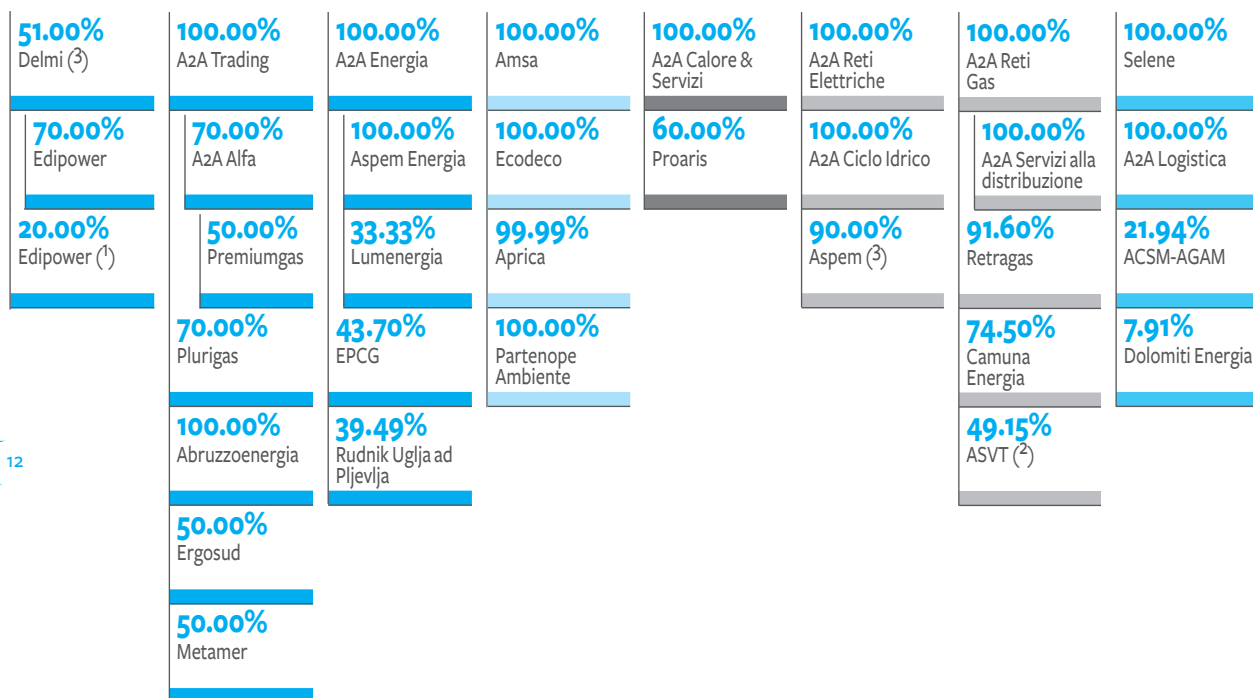 51.00%
Delmi (3)
70.00%
Edipower
20.00%
Edipower (1)
100.00%
A2A Trading
70.00%
A2A Alfa
50.00%
Premiumgas
70.00%
Plurigas
100.00%
Abruzzoenergia
50.00%
Ergosud
50.00%
Metamer
100.00%
A2A Energia
100.00%
Aspem Energia
33.33%
Lumenergia
43.70%
EPCG
39.49%
Rudnik Uglja ad
Pljevlja
100.00%
Amsa
100.00%
Ecodeco
99.99%
Aprica
100.00%
Partenope
Ambiente
100.00%
A2A Calore &
Servizi
60.00%
Proaris
100.00%
A2A Reti
Elettriche
100.00%
A2A Ciclo Idrico
90.00%
Aspem (3)
100.00%
A2A Reti
Gas
100.00%
A2A Servizi alla
distribuzione
91.60%
Retragas
74.50%
Camuna
Energia
49.15%
ASVT (2)
100.00%
Selene
100.00%
A2A Logistica
21.94%
ACSM-AGAM
7.91%
Dolomiti Energia
12